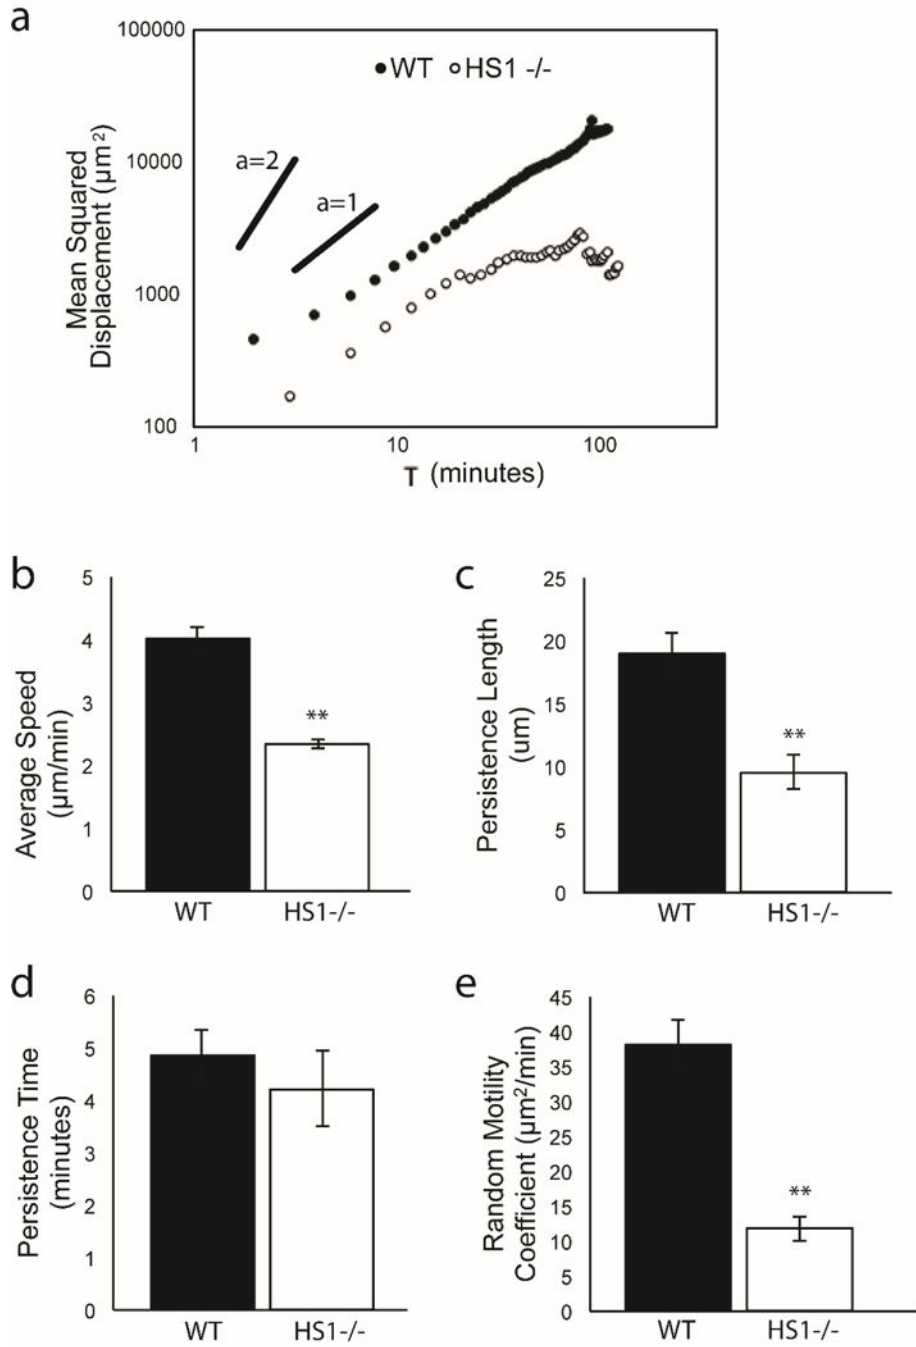 a
100000
10000
1000
100
Mean Squared
Displacement (μm²)
WT HS1 -/-
a=2
a=1
1 10 100
T (minutes)
b
5
4
3
2
1
0
Average Speed
(μm/min)
**
WT HS1-/-
c
25
20
15
10
5
0
Persistence Length
(um)
**
WT HS1-/-
d
6
5
4
3
2
1
0
Persistence Time
(minutes)
WT HS1-/-
e
45
40
35
30
25
20
15
10
5
0
Random Motility
Coefficient (μm²/min)
**
WT HS1-/-